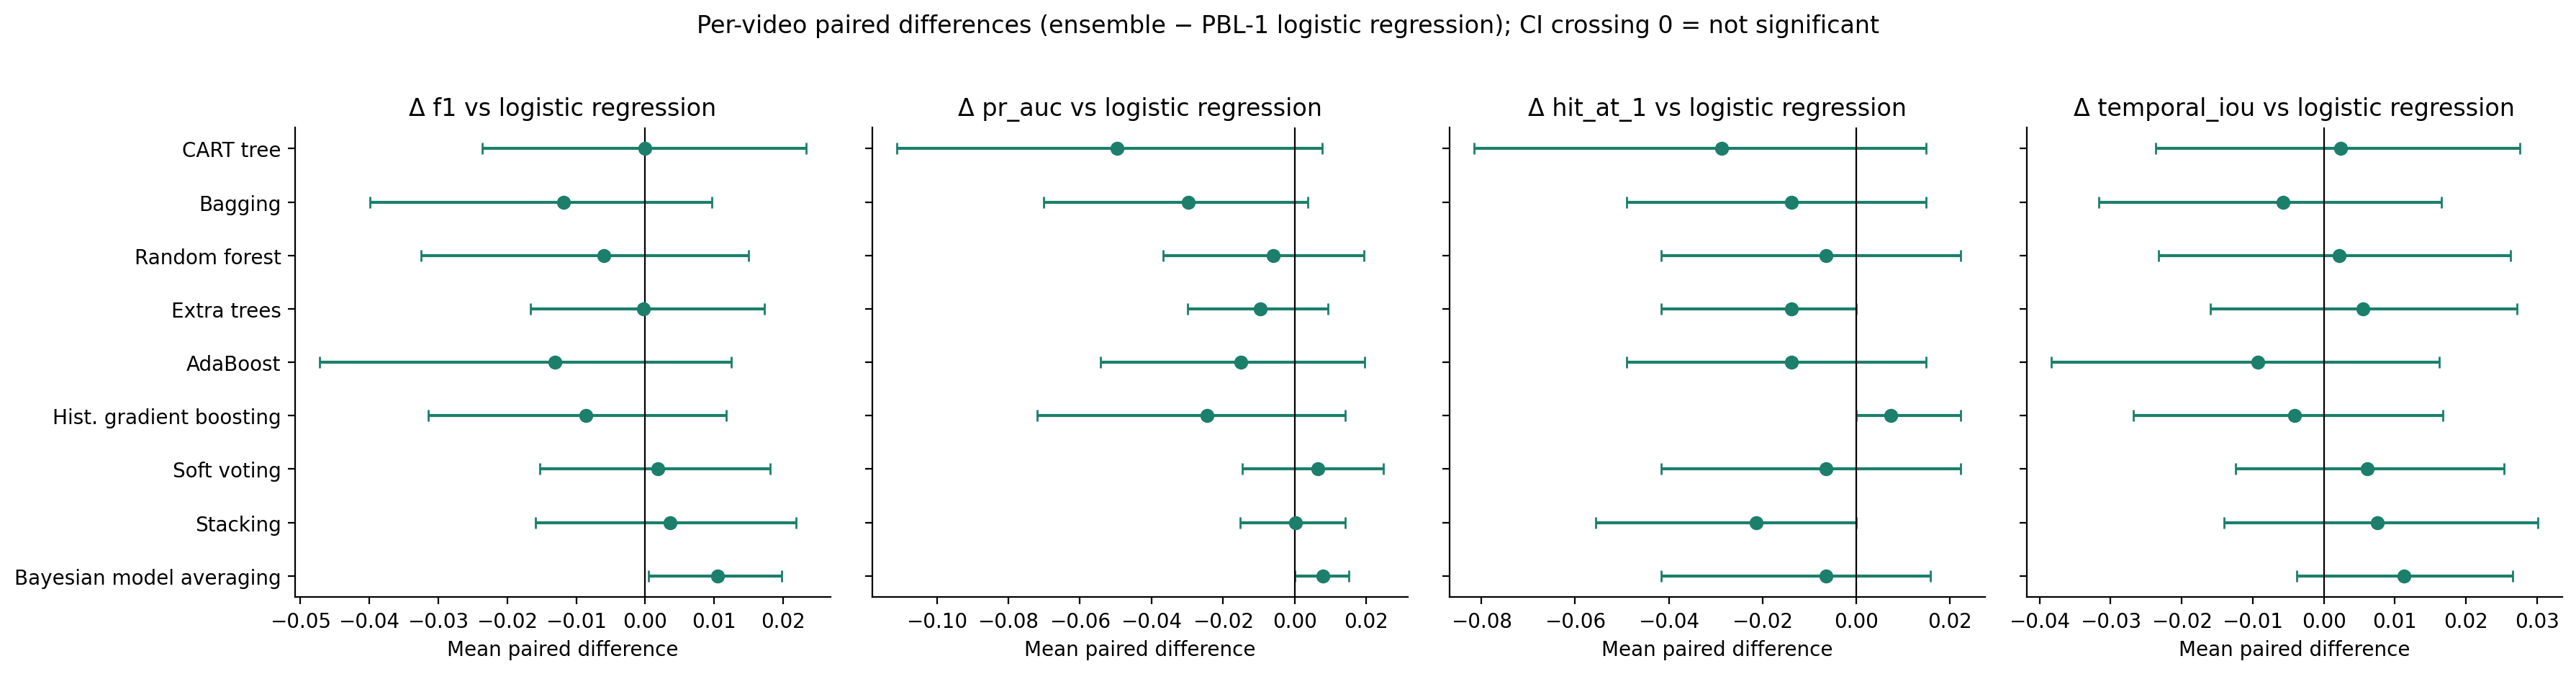 Per-video paired differences (ensemble − PBL-1 logistic regression); CI crossing 0 = not significant
Δ f1 vs logistic regression
Δ pr_auc vs logistic regression
Δ hit_at_1 vs logistic regression
Δ temporal_iou vs logistic regression
CART tree
Bagging
Random forest
Extra trees
AdaBoost
Hist. gradient boosting
Soft voting
Stacking
Bayesian model averaging
−0.05 −0.04 −0.03 −0.02 −0.01 0.00 0.01 0.02
−0.10 −0.08 −0.06 −0.04 −0.02 0.00 0.02
−0.08 −0.06 −0.04 −0.02 0.00 0.02
−0.04 −0.03 −0.02 −0.01 0.00 0.01 0.02 0.03
Mean paired difference
Mean paired difference
Mean paired difference
Mean paired difference